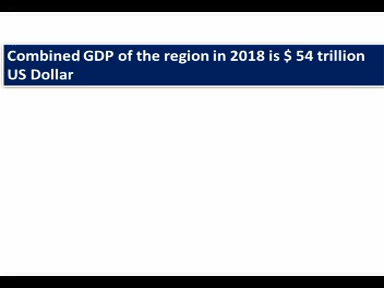 Combined GDP of the region in 2018 is $ 54 trillion
US Dollar